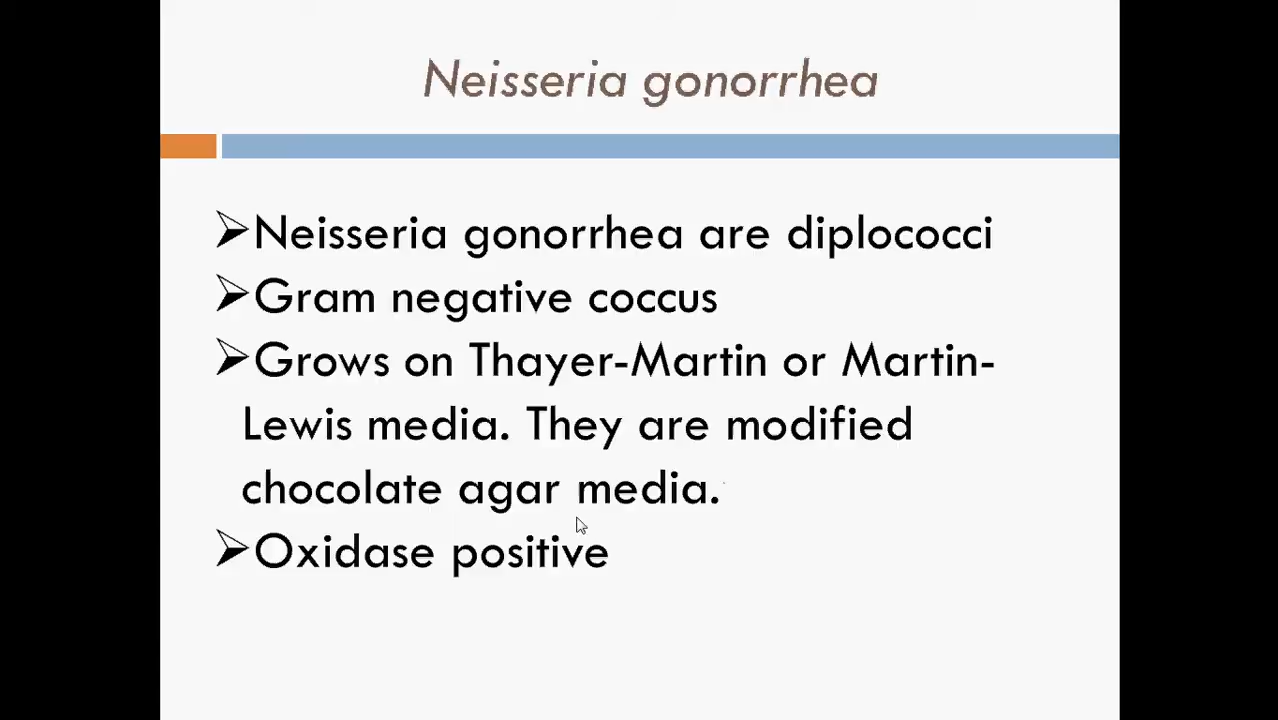 Neisseria gonorrhea
➢Neisseria gonorrhea are diplococci
➢Gram negative coccus
➢Grows on Thayer-Martin or Martin-
Lewis media. They are modified
chocolate agar media.
➢Oxidase positive